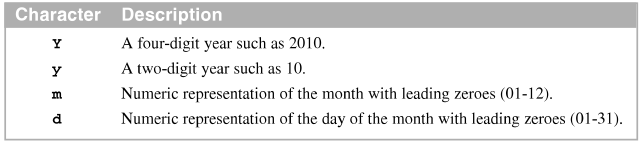 Character Description
Y A four-digit year such as 2010.
y A two-digit year such as 10.
m Numeric representation of the month with leading zeroes (01-12).
d Numeric representation of the day of the month with leading zeroes (01-31).